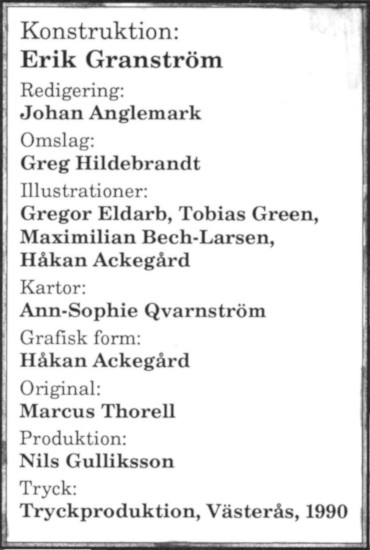 Konstruktion:
Erik Granström
Redigering:
Johan Anglemark
Omslag:
Greg Hildebrandt
Illustrationer:
Gregor Eldarb, Tobias Green,
Maximilian Bech-Larsen,
Håkan Ackegård
Kartor:
Ann-Sophie Qvarnström
Grafisk form:
Håkan Ackegård
Original:
Marcus Thorell
Produktion:
Nils Gulliksson
Tryck:
Tryckproduktion, Västerås, 1990